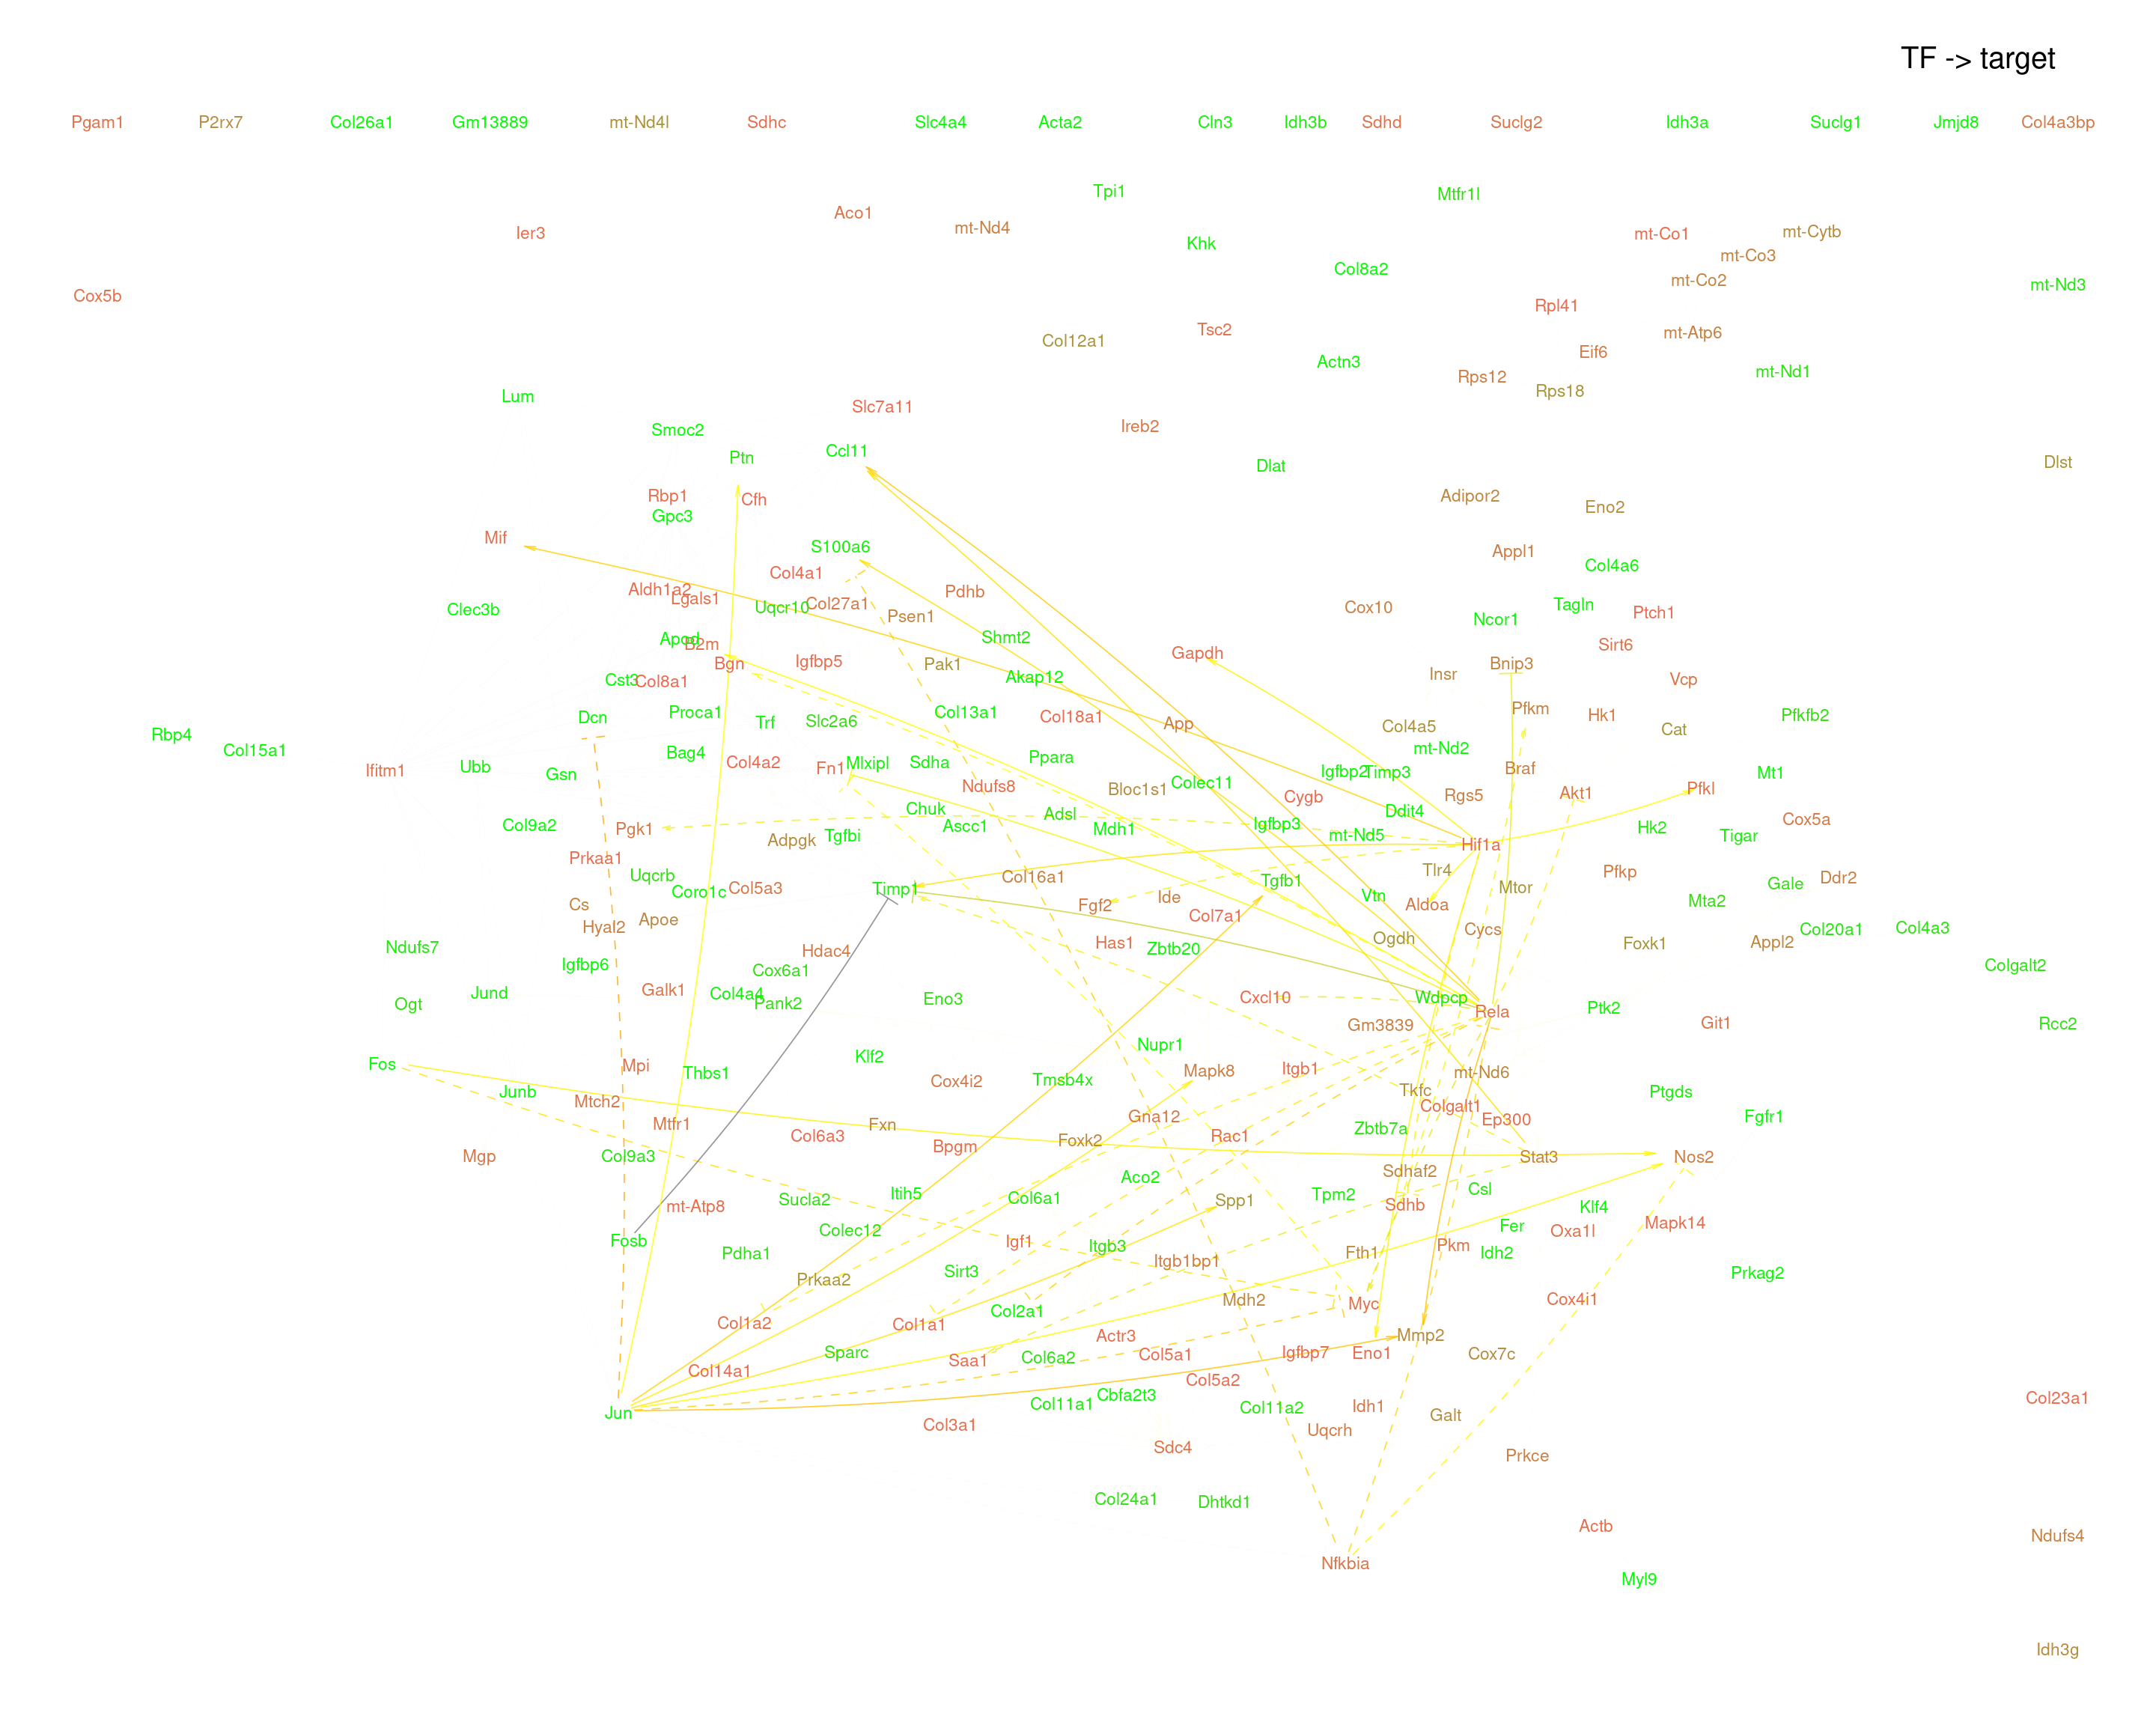 TF -> target
Pgam1 P2rx7 Col26a1 Gm13889 mt-Nd4l Sdhc Slc4a4 Acta2 Cln3 Idh3b Sdhd Suclg2 Idh3a Suclg1 Jmjd8 Col4a3bp
Tpi1 Mtfr1l
Aco1
Ier3 mt-Nd4 Khk mt-Co1 mt-Cytb
mt-Co3
Col8a2 mt-Co2
Cox5b mt-Nd3
Rpl41
Col12a1 Tsc2 mt-Atp6
Eif6
Actn3 mt-Nd1
Rps12
Lum Rps18
Slc7a11
Smoc2 Ireb2
Ptn Ccl11 Dlat Dlst
Rbp1 Cfh Adipor2 Eno2
Gpc3
Mif S100a6 Appl1
Col4a1 Col4a6
Aldh1a2 Lgals1 Pdhb
Clec3b Uqcr10 Col27a1 Psen1 Cox10 Tagln Ptch1
Ncor1
Apod B2m Shmt2 Sirt6
Bgn Igfbp5 Pak1 Gapdh Bnip3
Cst3 Col8a1 Akap12 Insr Vcp
Dcn Proca1 Trf Slc2a6 Col13a1 Col18a1 App Col4a5 Pfkm Hk1 Pfkfb2
Rbp4 Cat
Col15a1 Bag4 Col4a2 Mlxipl Sdha Ppara mt-Nd2
Ifitm1 Ubb Gsn Fn1 Ndufs8 Bloc1s1 Colec11 Igfbp2 Timp3 Braf Mt1
Cygb Rgs5 Akt1 Pfkl
Col9a2 Pgk1 Adpgk Tgfbi Chuk Ascc1 Adsl Mdh1 Igfbp3 mt-Nd5 Ddit4 Hk2 Tigar Cox5a
Prkaa1 Hif1a
Uqcrb Coro1c Col5a3 Timp1 Col16a1 Tgfb1 Tlr4 Mtor Pfkp Gale Ddr2
Cs Hyal2 Apoe Fgf2 Ide Col7a1 Vtn Aldoa Mta2
Ndufs7 Hdac4 Has1 Zbtb20 Ogdh Cycs Foxk1 Appl2 Col20a1 Col4a3
Igfbp6 Cox6a1 Colgalt2
Ogt Jund Galk1 Col4a4 Pank2 Eno3 Cxcl10 Wdpcp Rela Ptk2
Gm3839 Git1 Rcc2
Fos Mpi Thbs1 Klf2 Nupr1 Mapk8 Itgb1 mt-Nd6
Junb Mtch2 Cox4i2 Tmsb4x Tkfc Ptgds
Mtfr1 Col6a3 Fxn Gna12 Colgalt1 Ep300 Fgfr1
Mgp Col9a3 Bpgm Foxk2 Rac1 Zbtb7a Stat3 Nos2
Aco2 Sdhaf2
mt-Atp8 Sucla2 Itih5 Col6a1 Spp1 Tpm2 Sdhb Csl Klf4
Fosb Pdha1 Colec12 Igf1 Itgb3 Itgb1bp1 Fth1 Pkm Fer Idh2 Oxa1l Mapk14
Prkaa2 Sirt3 Prkag2
Col1a2 Col1a1 Col2a1 Mdh2 Myc Cox4i1
Col14a1 Sparc Saa1 Col6a2 Actr3 Col5a1 Igfbp7 Eno1 Mmp2 Cox7c
Jun Col11a1 Cbfa2t3 Col5a2 Col11a2 Idh1 Galt Col23a1
Col3a1 Sdc4 Uqcrh Prkce
Col24a1 Dhtkd1
Nfkbia Actb Ndufs4
Myl9
Idh3g